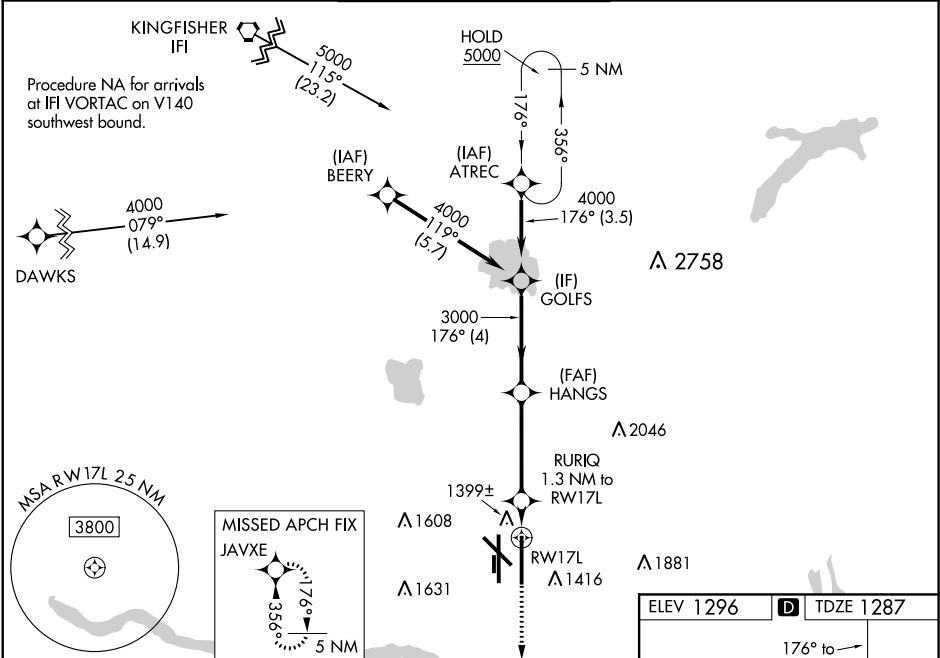 KINGFISHER
IFI
5000
115°
(23.2)
HOLD
5000
5 NM
176°
356°
Procedure NA for arrivals
at IFI VORTAC on V140
southwest bound.
(IAF)
BEERY
(IAF)
ATREC
4000
119°
(5.7)
4000
176° (3.5)
4000
079°
(14.9)
DAWKS
2758
(IF)
GOLFS
3000
176° (4)
(FAF)
HANGS
2046
RURIQ
1.3 NM to
RW17L
1399±
MSA RW17L 25 NM
3800
MISSED APCH FIX
JAVXE
176°
356°
5 NM
1608
RW17L
1416
1881
1631
ELEV 1296
D
TDZE 1287
176° to